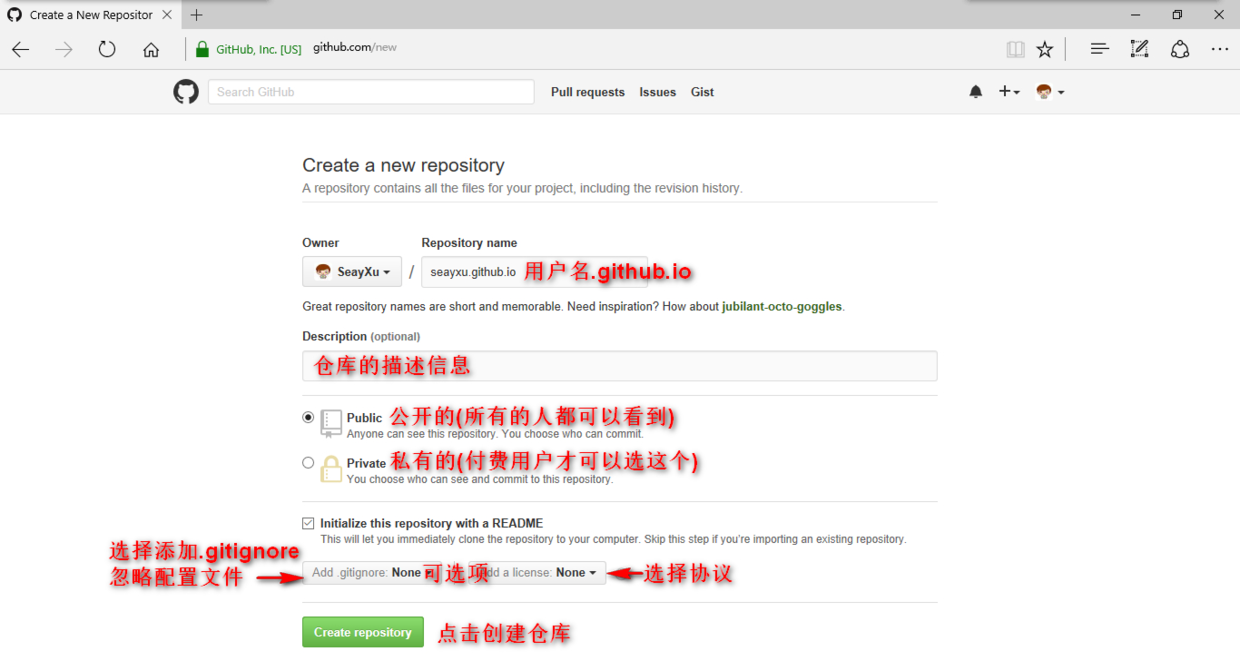 Create a New Repositor
GitHub, Inc. [US] github.com/new
Search GitHub Pull requests Issues Gist
Create a new repository
A repository contains all the files for your project, including the revision history.
Owner Repository name
SeayXu / seayxu.github.io 用户名.github.io
Great repository names are short and memorable. Need inspiration? How about jubilant-octo-goggles.
Description (optional)
仓库的描述信息
Public 公开的(所有的人都可以看到)
Anyone can see this repository. You choose who can commit.
Private 私有的(付费用户才可以选这个)
You choose who can see and commit to this repository.
Initialize this repository with a README
This will let you immediately clone the repository to your computer. Skip this step if you're importing an existing repository.
选择添加.gitignore
忽略配置文件 Add .gitignore: None 可选项 dd a license: None 选择协议
Create repository 点击创建仓库